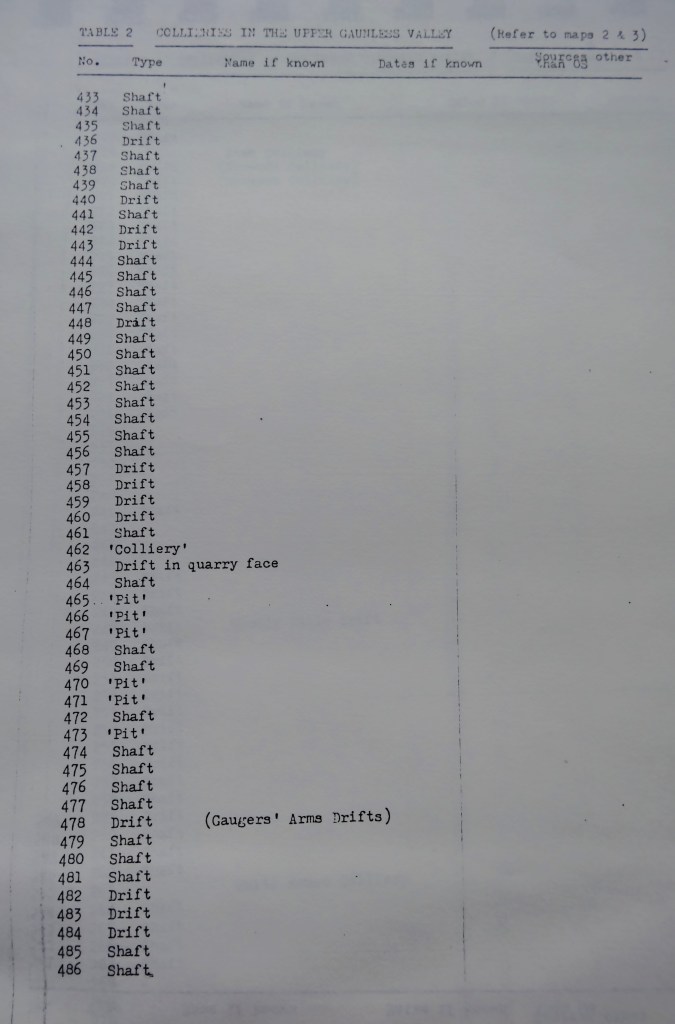 TABLE 2 COLLIERIES IN THE UPPER GAUNLESS VALLEY (Refer to maps 2 & 3)
No. Type Name if known Dates if known Sources other than OS
433 Shaft
434 Shaft
435 Shaft
436 Drift
437 Shaft
438 Shaft
439 Shaft
440 Drift
441 Shaft
442 Drift
443 Drift
444 Shaft
445 Shaft
446 Shaft
447 Shaft
448 Drift
449 Shaft
450 Shaft
451 Shaft
452 Shaft
453 Shaft
454 Shaft
455 Shaft
456 Shaft
457 Drift
458 Drift
459 Drift
460 Drift
461 Shaft
462 'Colliery'
463 Drift in quarry face
464 Shaft
465 'Pit'
466 'Pit'
467 'Pit'
468 Shaft
469 Shaft
470 'Pit'
471 'Pit'
472 Shaft
473 'Pit'
474 Shaft
475 Shaft
476 Shaft
477 Shaft
478 Drift (Gaugers' Arms Drifts)
479 Shaft
480 Shaft
481 Shaft
482 Drift
483 Drift
484 Drift
485 Shaft
486 Shaft